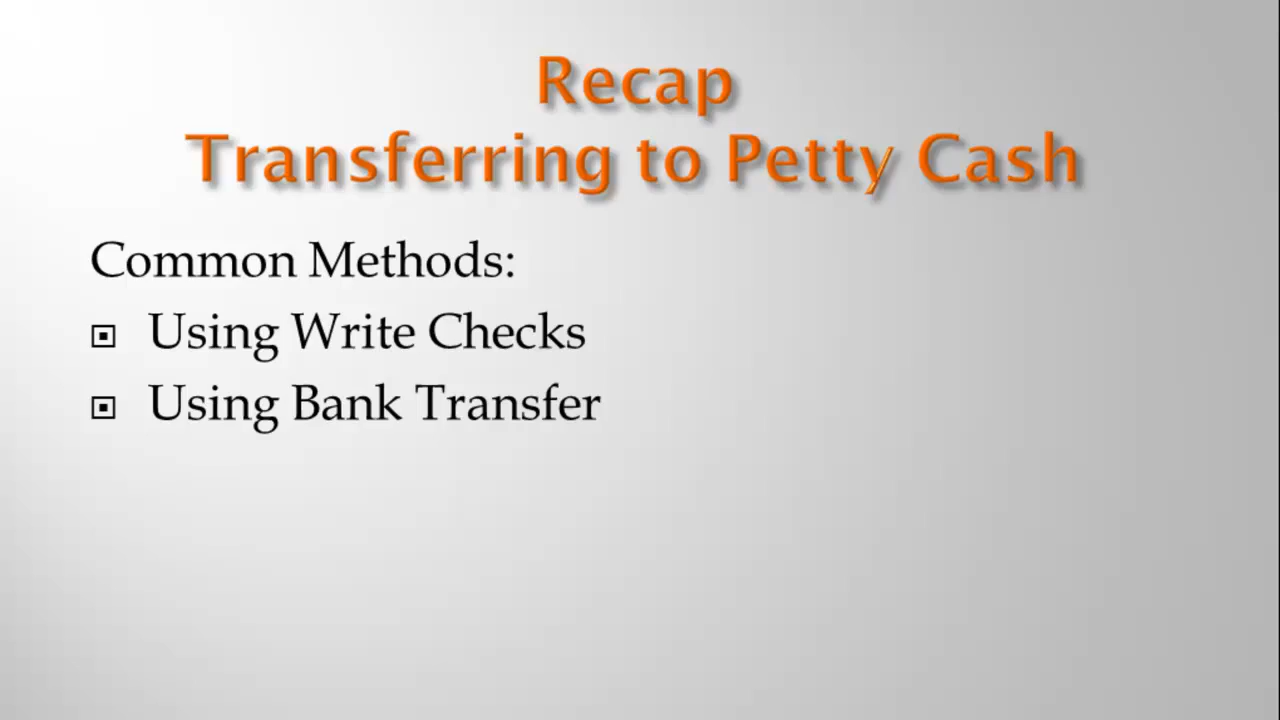 Recap
Transferring to Petty Cash
Common Methods:
Using Write Checks
Using Bank Transfer